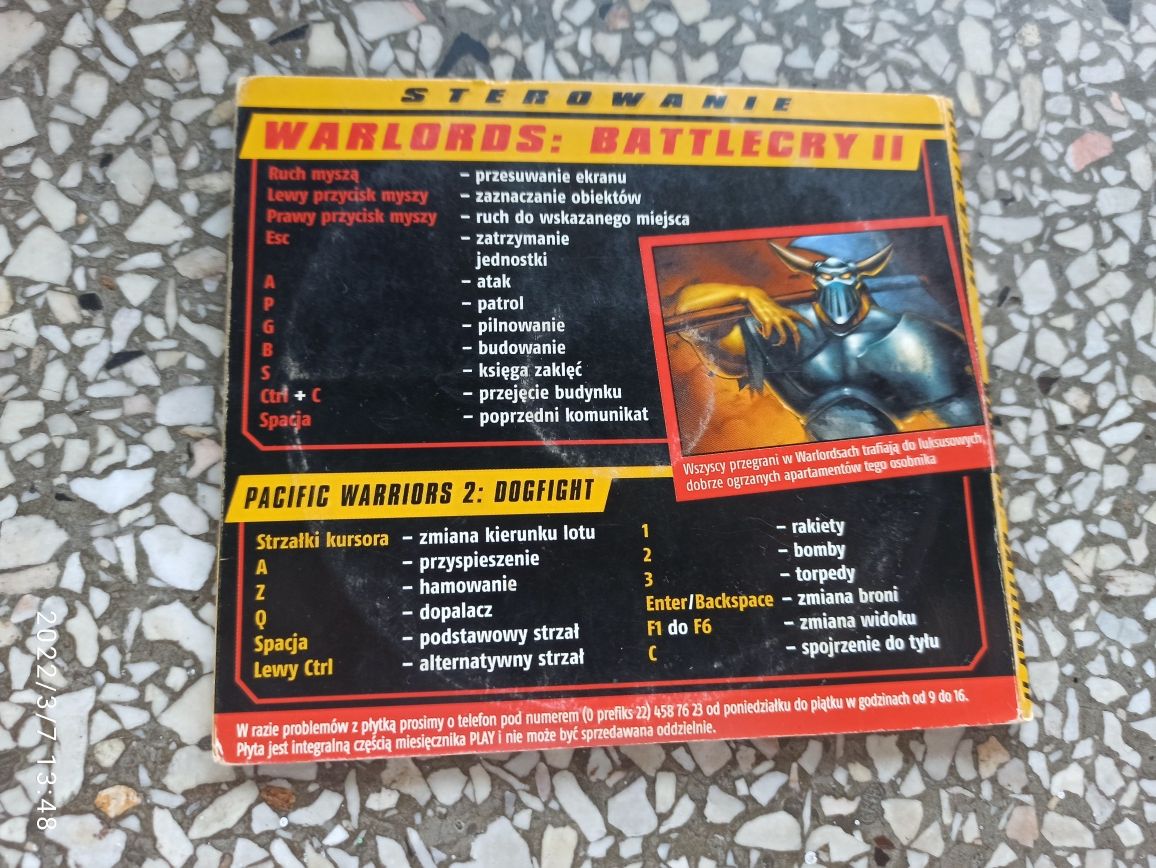 STEROWANIE
WARLORDS: BATTLECRY II
Ruch myszą – przesuwanie ekranu
Lewy przycisk myszy – zaznaczanie obiektów
Prawy przycisk myszy – ruch do wskazanego miejsca
Esc – zatrzymanie
jednostki
A – atak
P – patrol
G – pilnowanie
B – budowanie
S – księga zaklęć
Ctrl + C – przejęcie budynku
Spacja – poprzedni komunikat
Wszyscy przegrani w Warlordsach trafiają do luksusowych,
dobrze ogrzanych apartamentów tego osobnika
PACIFIC WARRIORS 2: DOGFIGHT
Strzałki kursora – zmiana kierunku lotu
A – przyspieszenie
Z – hamowanie
Q – dopalacz
Spacja – podstawowy strzał
Lewy Ctrl – alternatywny strzał
1 – rakiety
2 – bomby
3 – torpedy
Enter/Backspace – zmiana broni
F1 do F6 – zmiana widoku
C – spojrzenie do tyłu
W razie problemów z płytką prosimy o telefon pod numerem (0 prefiks 22) 458 76 23 od poniedziałku do piątku w godzinach od 9 do 16.
Płyta jest integralną częścią miesięcznika PLAY i nie może być sprzedawana oddzielnie.
2022/3/7 13:48